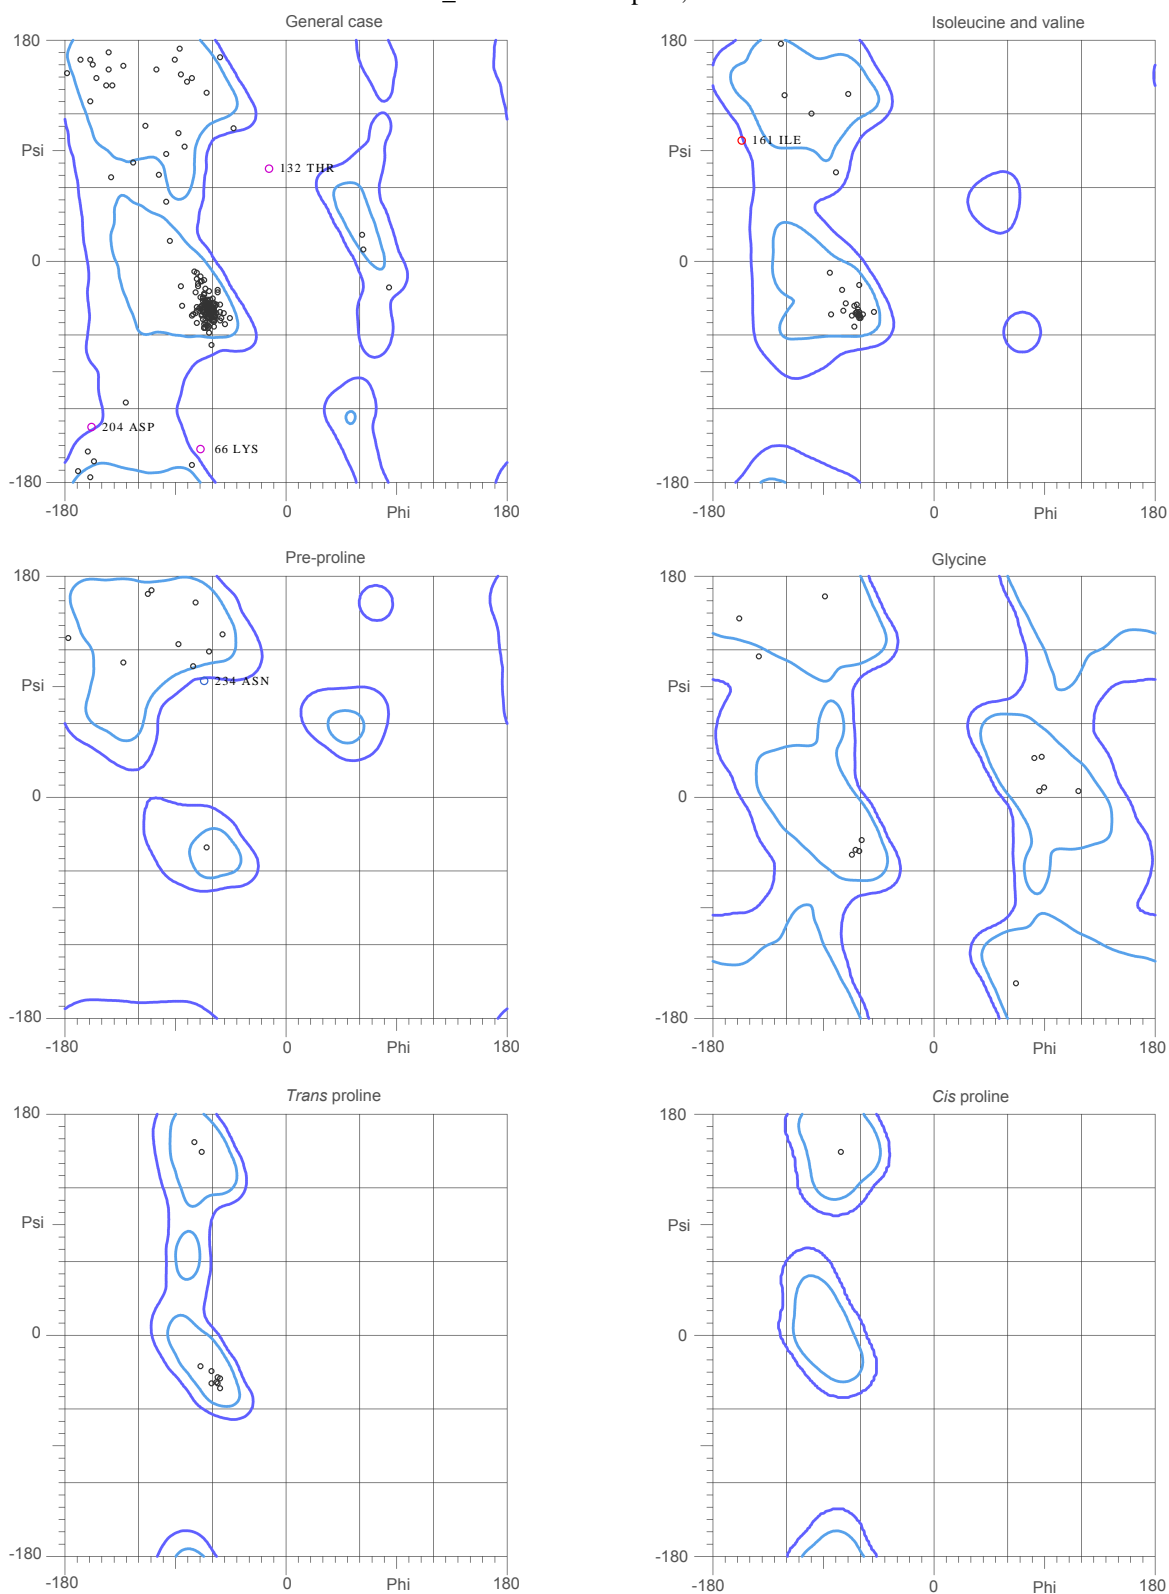 General case
Isoleucine and valine
180
Psi
0
-180
-180
0
Phi
180
132 THR
204 ASP
66 LYS
180
Psi
0
-180
-180
0
Phi
180
161 ILE
Pre-proline
Glycine
180
Psi
0
-180
-180
0
Phi
180
234 ASN
180
Psi
0
-180
-180
0
Phi
180
Trans proline
Cis proline
180
Psi
0
-180
-180
0
Phi
180
180
Psi
0
-180
-180
0
Phi
180